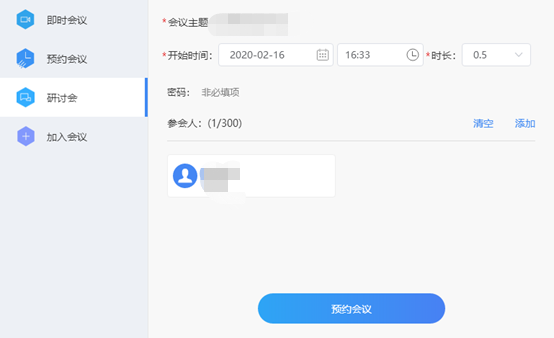 即时会议
预约会议
研讨会
加入会议
*会议主题
*开始时间: 2020-02-16 16:33 *时长: 0.5
密码: 非必填项
参会人: (1/300) 清空 添加
预约会议